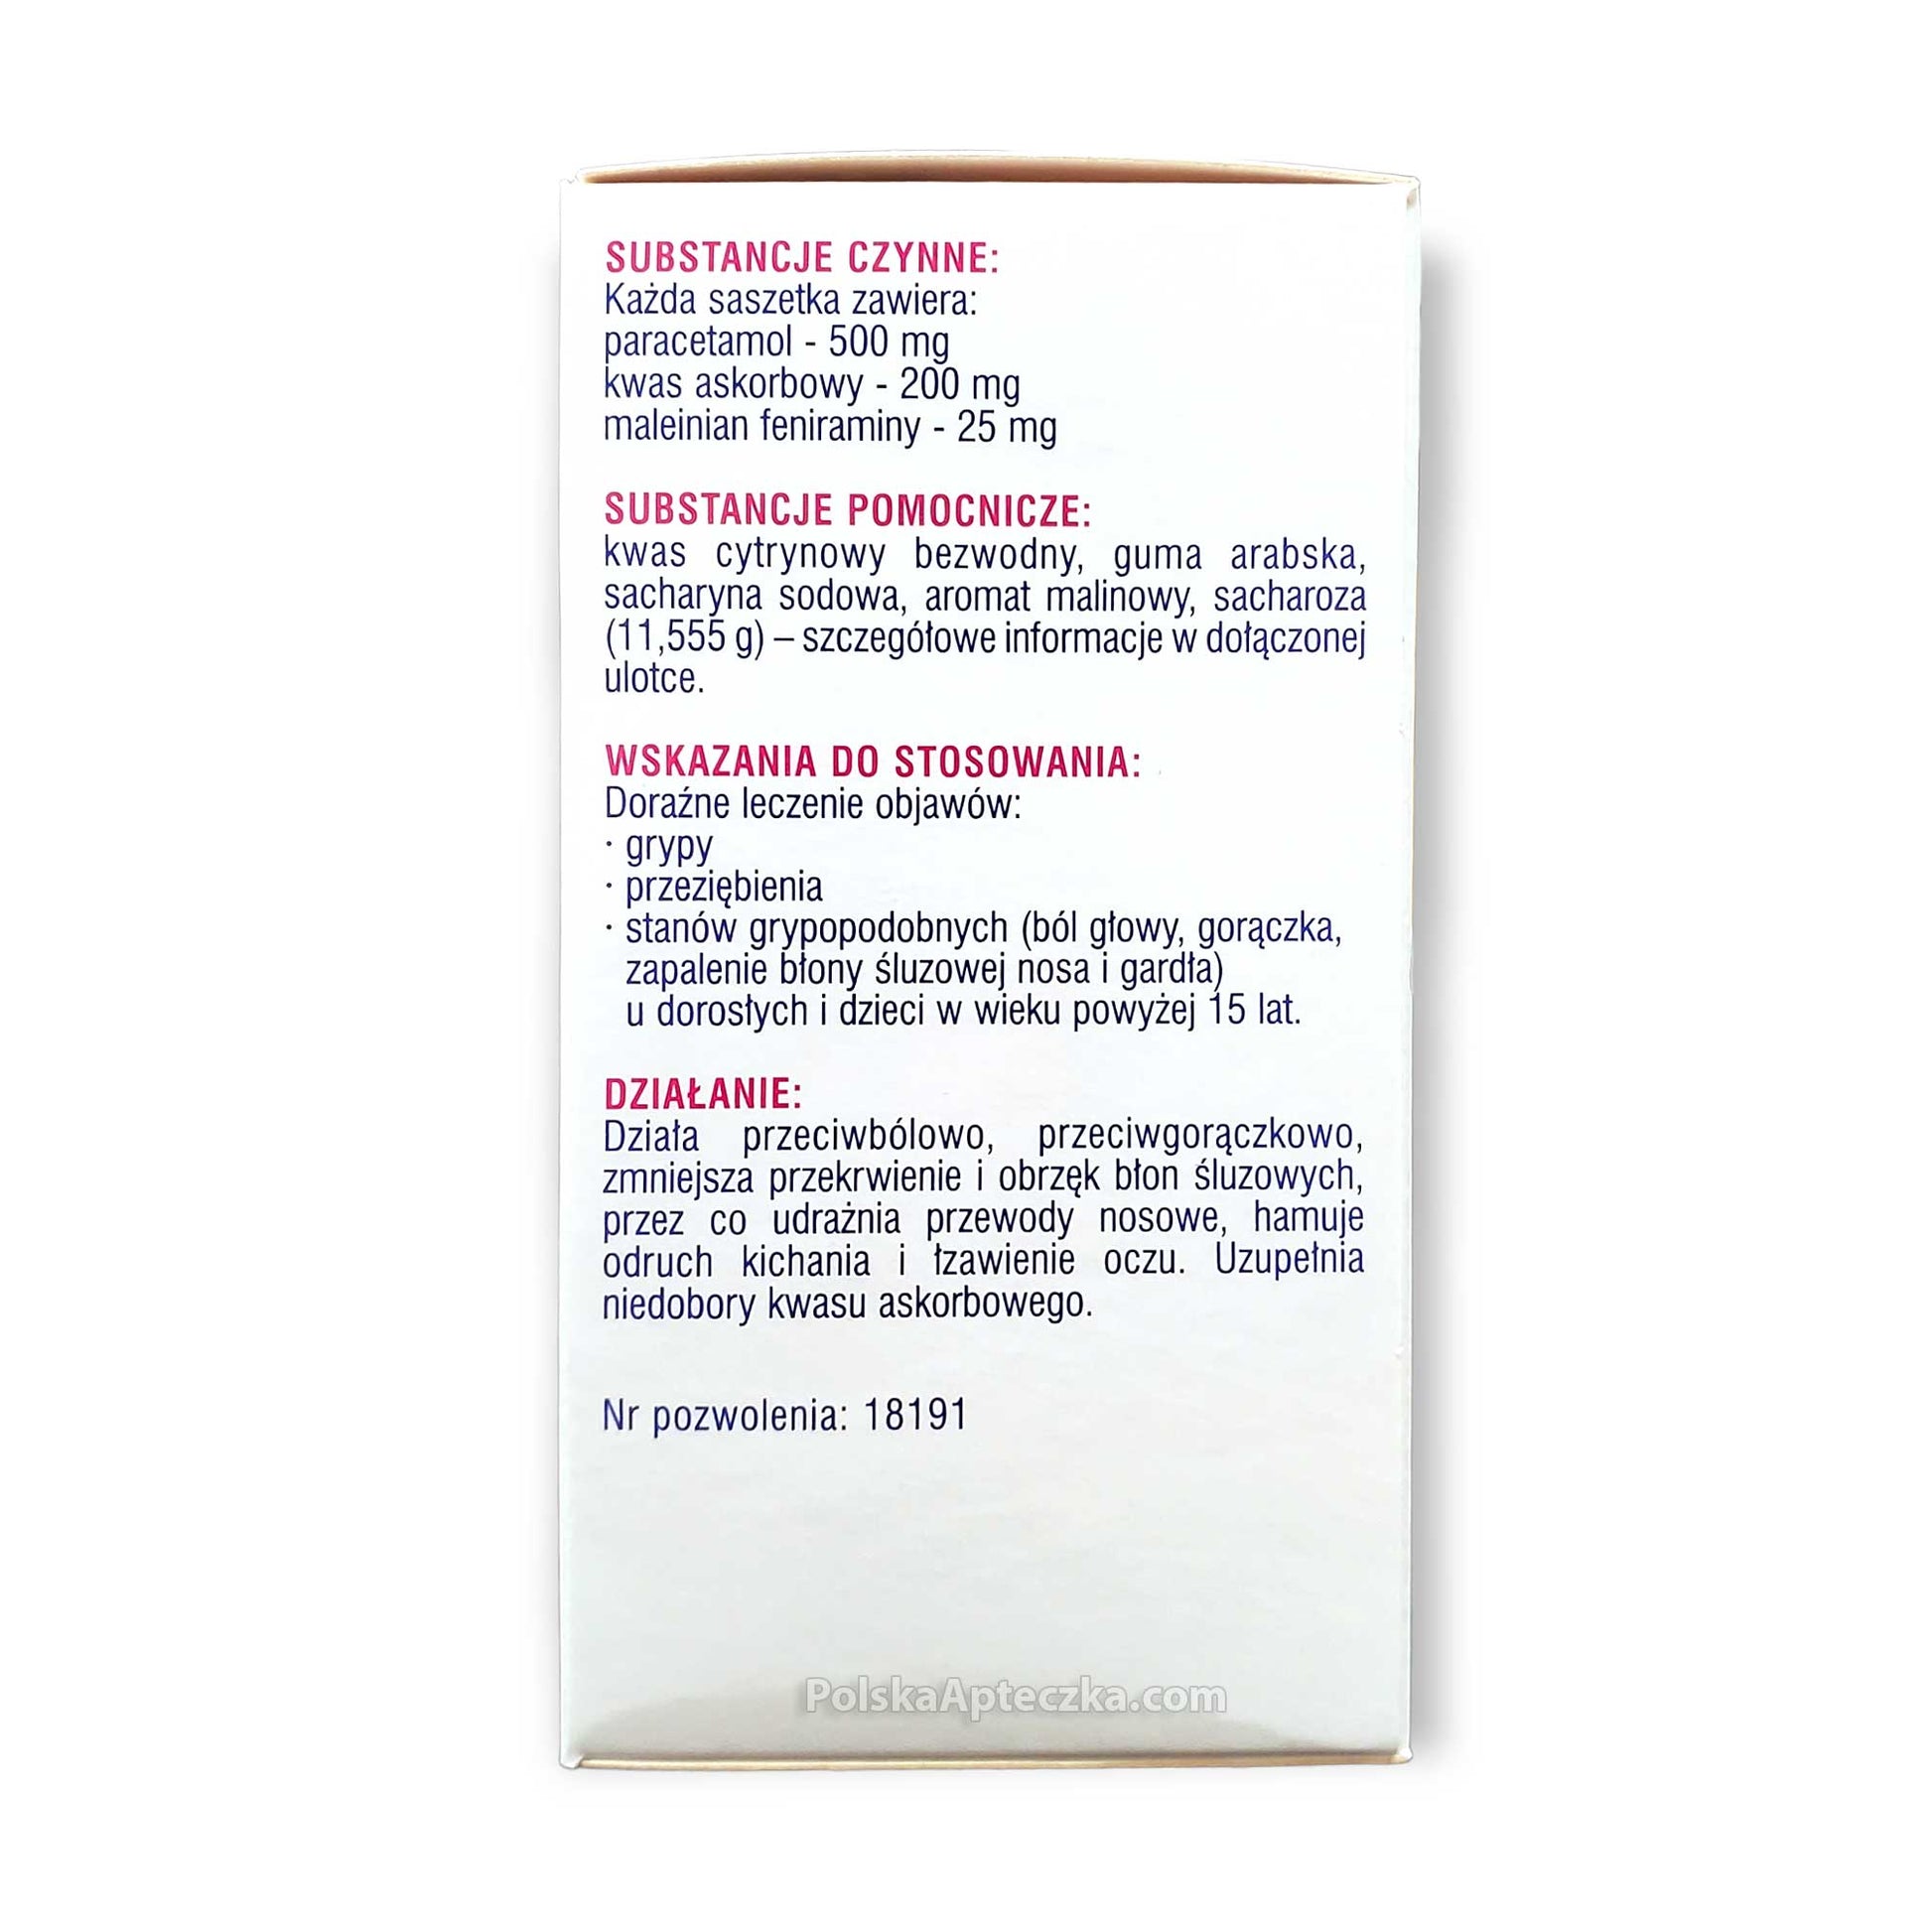 SUBSTANCJE CZYNNE:
Każda saszetka zawiera:
paracetamol - 500 mg
kwas askorbowy - 200 mg
maleinian feniraminy - 25 mg
SUBSTANCJE POMOCNICZE:
kwas cytrynowy bezwodny, guma arabska,
sacharyna sodowa, aromat malinowy, sacharoza
(11,555 g) – szczegółowe informacje w dołączonej
ulotce.
WSKAZANIA DO STOSOWANIA:
Doraźne leczenie objawów:
· grypy
· przeziębienia
· stanów grypopodobnych (ból głowy, gorączka,
zapalenie błony śluzowej nosa i gardła)
u dorosłych i dzieci w wieku powyżej 15 lat.
DZIAŁANIE:
Działa przeciwbólowo, przeciwgorączkowo,
zmniejsza przekrwienie i obrzęk błon śluzowych,
przez co udrażnia przewody nosowe, hamuje
odruch kichania i łzawienie oczu. Uzupełnia
niedobory kwasu askorbowego.
Nr pozwolenia: 18191
PolskaApteczka.com